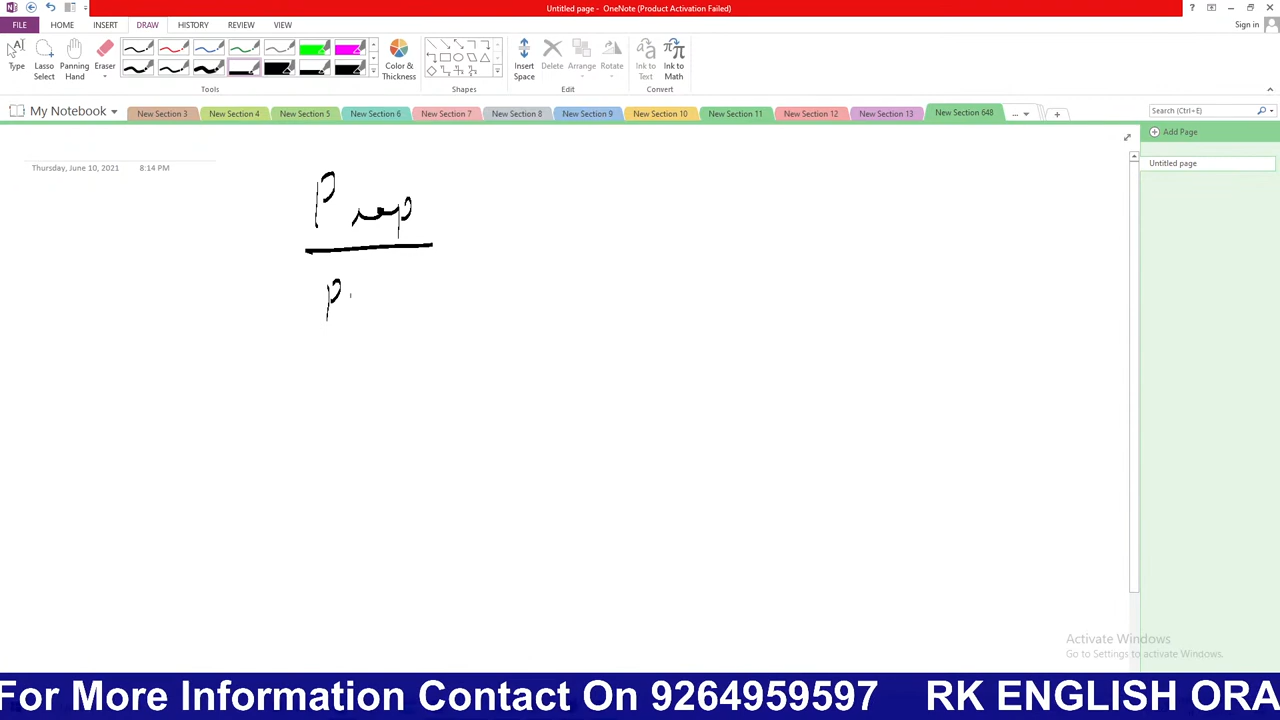 Untitled page - OneNote (Product Activation Failed)
FILE HOME INSERT DRAW HISTORY REVIEW VIEW
Sign in
Type
Lasso Select
Panning Hand
Eraser
Color & Thickness
Insert Space
Delete
Arrange
Rotate
Ink to Text
Ink to Math
Tools
Shapes
Edit
Convert
My Notebook
New Section 3
New Section 4
New Section 5
New Section 6
New Section 7
New Section 8
New Section 9
New Section 10
New Section 11
New Section 12
New Section 13
New Section 648
...
Search (Ctrl+E)
Add Page
Untitled page
Thursday, June 10, 2021 8:14 PM
P
P
Activate Windows
Go to Settings to activate Windows.
For More Information Contact On 9264959597 RK ENGLISH ORA